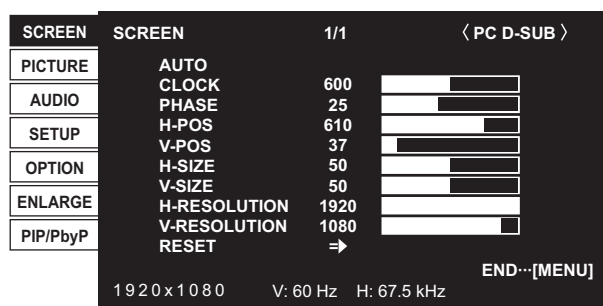 SCREEN
PICTURE
AUDIO
SETUP
OPTION
ENLARGE
PIP/PbyP
SCREEN 1/1 〈 PC D-SUB 〉
AUTO
CLOCK 600
PHASE 25
H-POS 610
V-POS 37
H-SIZE 50
V-SIZE 50
H-RESOLUTION 1920
V-RESOLUTION 1080
RESET
END···[MENU]
1920x1080 V: 60 Hz H: 67.5 kHz